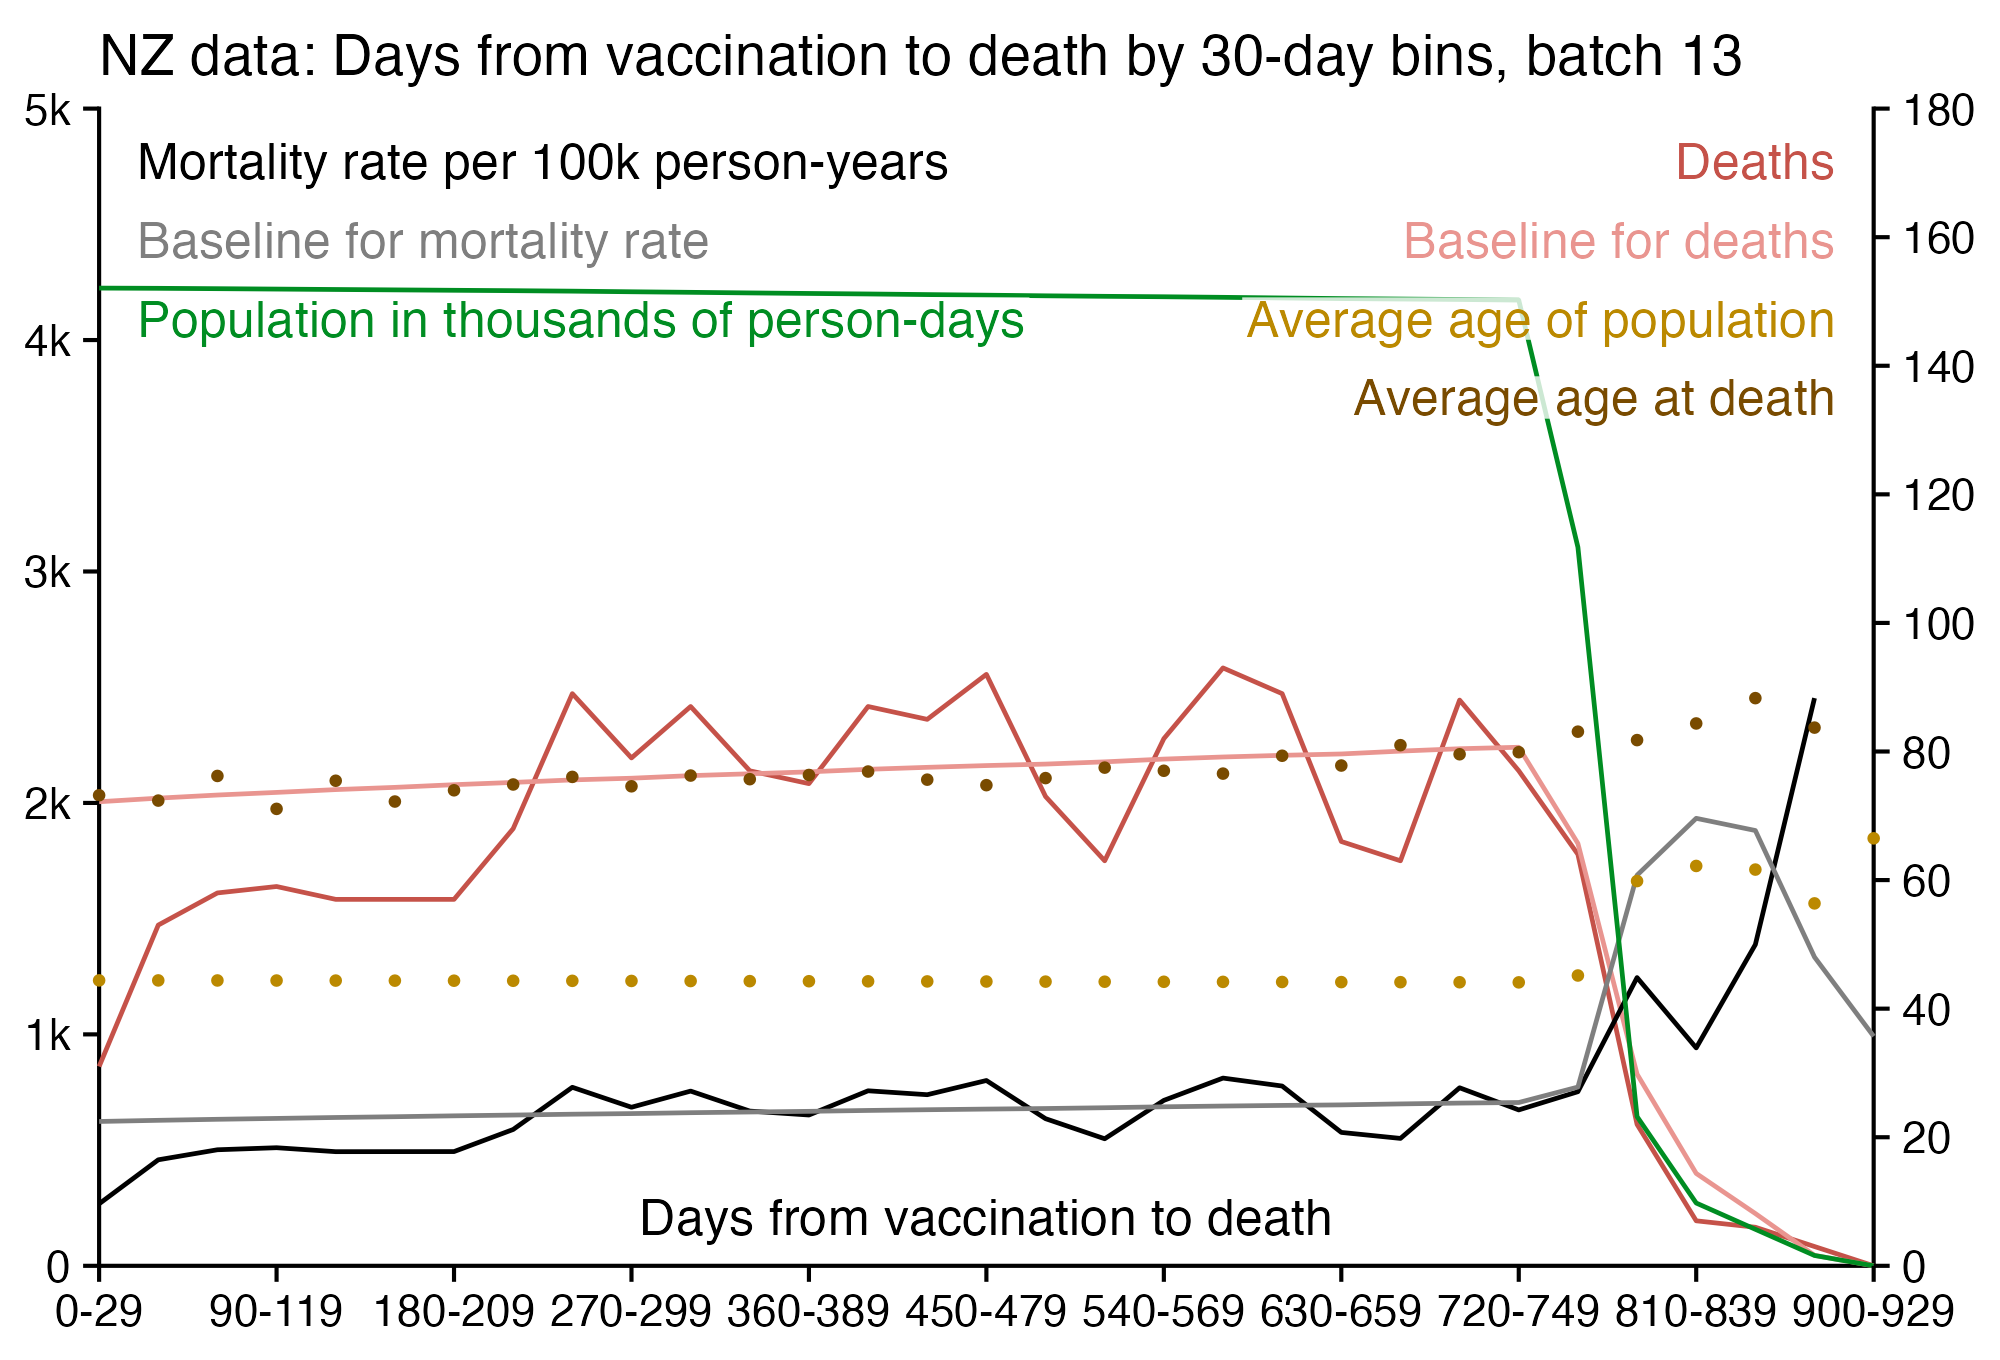 NZ data: Days from vaccination to death by 30-day bins, batch 13
5k
180
Mortality rate per 100k person-years
Deaths
Baseline for mortality rate
Baseline for deaths
160
Population in thousands of person-days
Average age of population
4k
140
Average age at death
120
3k
100
2k
80
60
1k
40
20
Days from vaccination to death
0
0
0-29
90-119
180-209
270-299
360-389
450-479
540-569
630-659
720-749
810-839
900-929